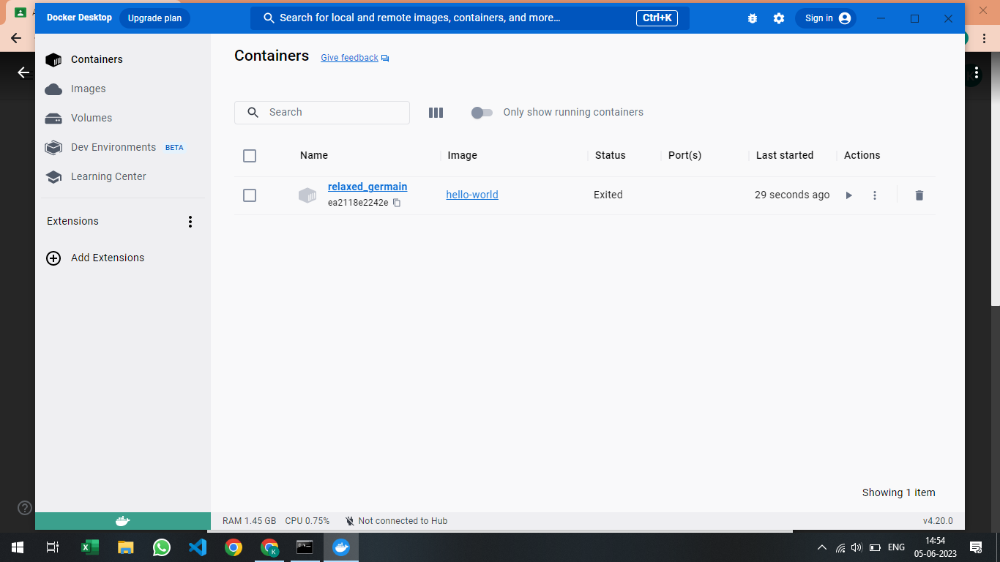 Docker Desktop Upgrade plan Search for local and remote images, containers, and more... Ctrl+K Sign in
Containers
Images
Volumes
Dev Environments BETA
Learning Center
Extensions
Add Extensions
Containers Give feedback
Search Only show running containers
Name Image Status Port(s) Last started Actions
relaxed_germain hello-world Exited 29 seconds ago
ea2118e2242e
Showing 1 item
RAM 1.45 GB CPU 0.75% Not connected to Hub v4.20.0
ENG 14:54
05-06-2023